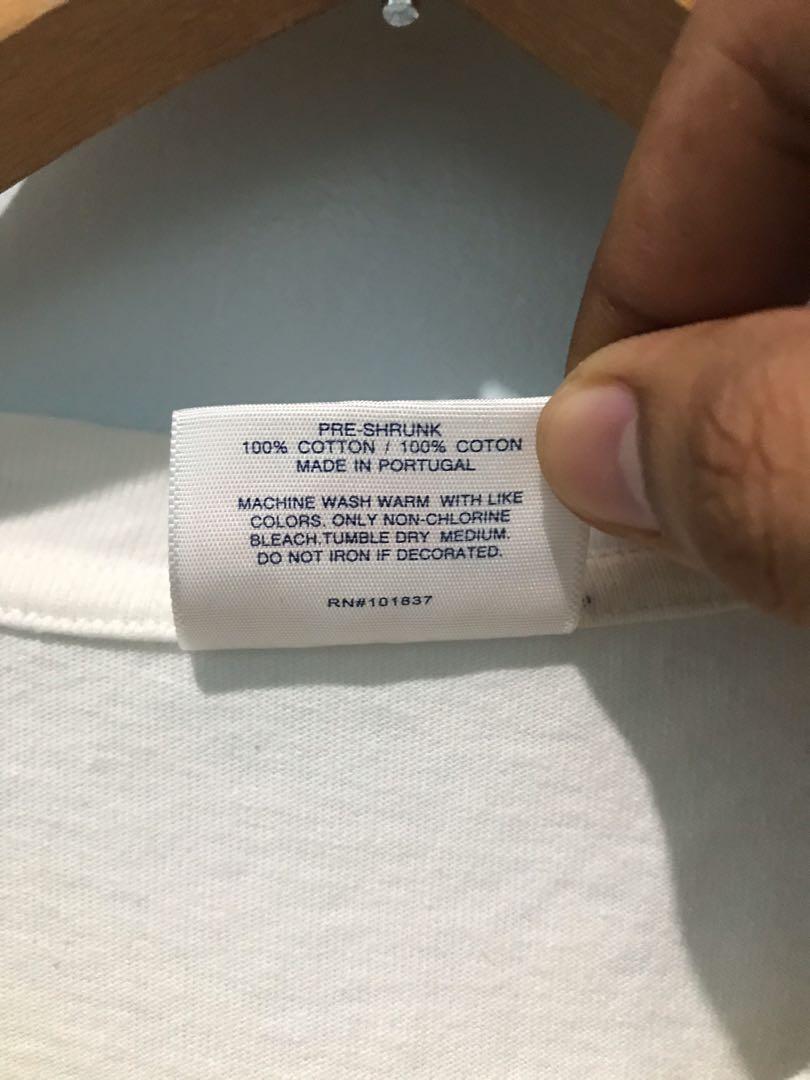 PRE-SHRUNK
100% COTTON / 100% COTON
MADE IN PORTUGAL
MACHINE WASH WARM WITH LIKE
COLORS. ONLY NON-CHLORINE
BLEACH.TUMBLE DRY MEDIUM.
DO NOT IRON IF DECORATED.
RN#101837